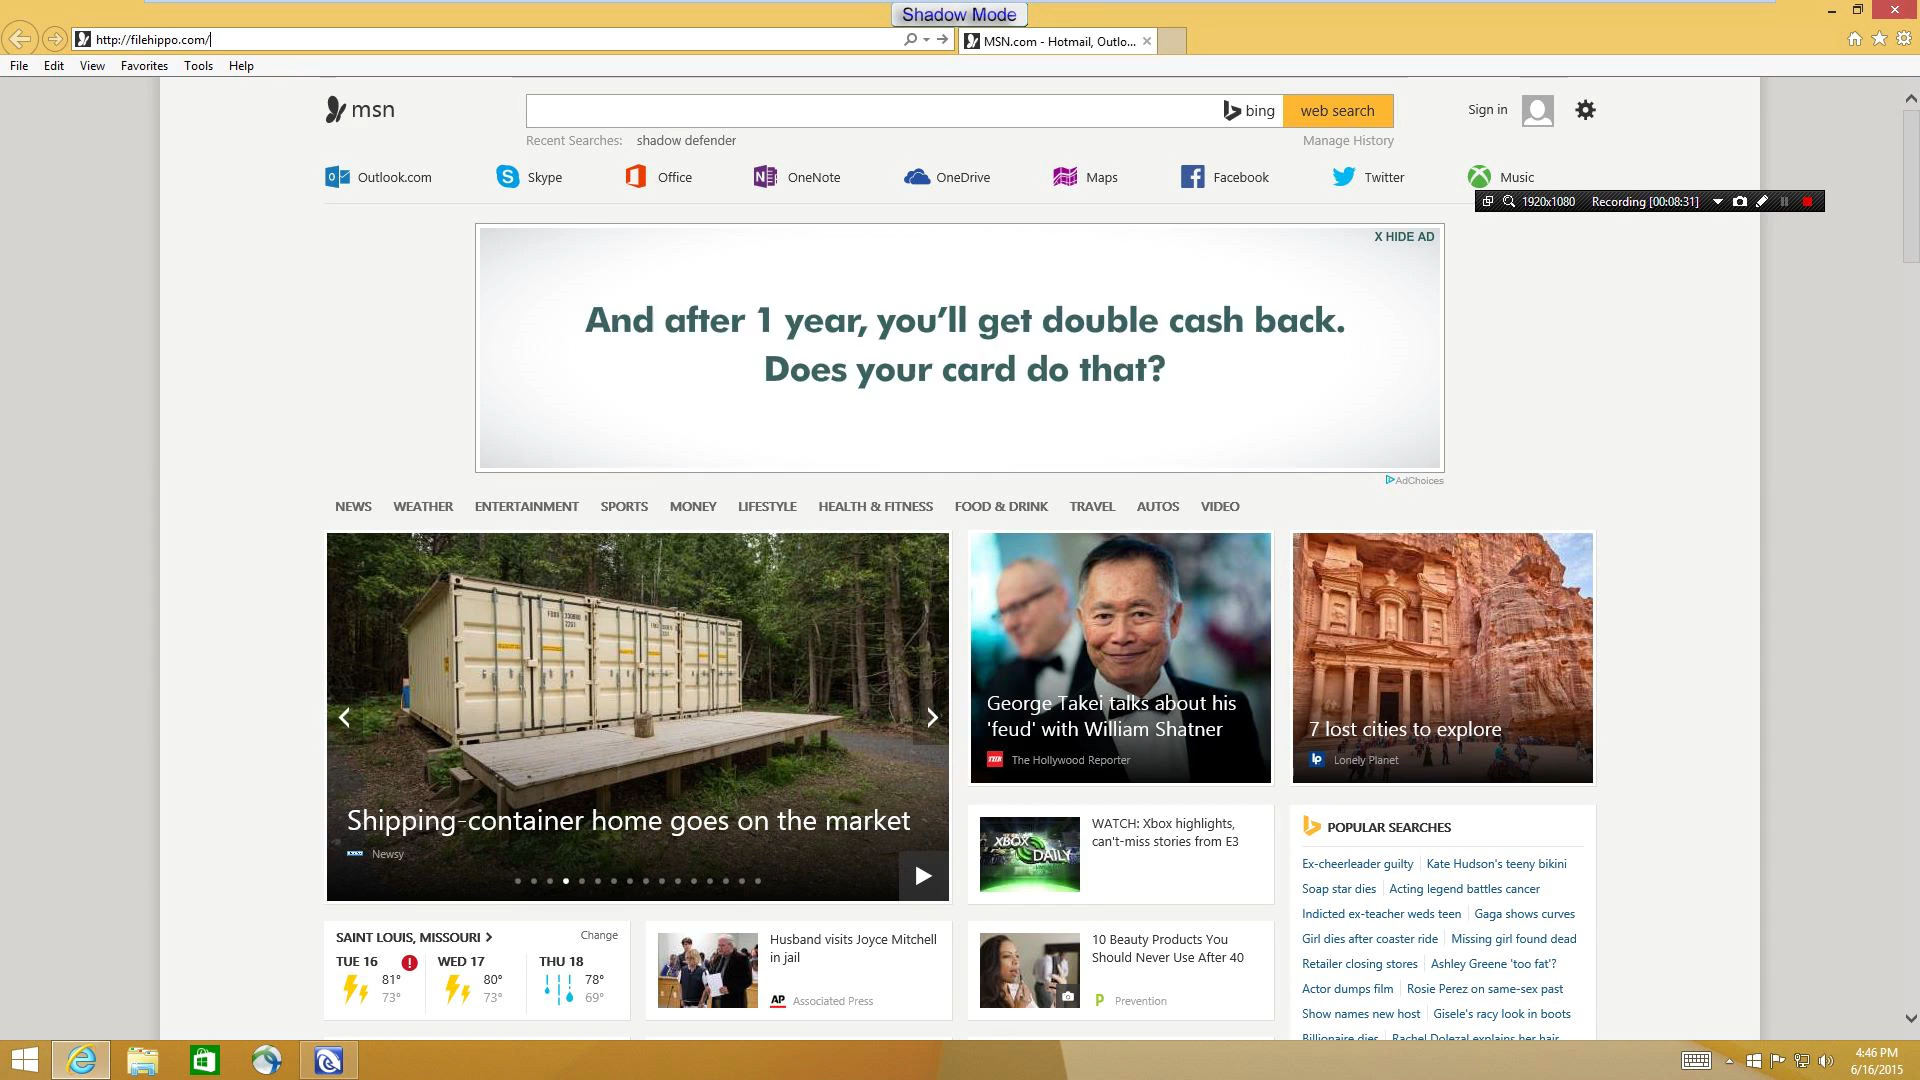 Shadow Mode
http://filehippo.com/
MSN.com - Hotmail, Outlo...
File Edit View Favorites Tools Help
msn
bing
web search
Sign in
Recent Searches: shadow defender
Manage History
Outlook.com
Skype
Office
OneNote
OneDrive
Maps
Facebook
Twitter
Music
1920x1080 Recording [00:08:31]
X HIDE AD
And after 1 year, you'll get double cash back.
Does your card do that?
AdChoices
NEWS WEATHER ENTERTAINMENT SPORTS MONEY LIFESTYLE HEALTH & FITNESS FOOD & DRINK TRAVEL AUTOS VIDEO
Shipping-container home goes on the market
Newsy
George Takei talks about his
'feud' with William Shatner
THR
The Hollywood Reporter
7 lost cities to explore
lp
Lonely Planet
XBOX
DAILY
WATCH: Xbox highlights,
can't-miss stories from E3
POPULAR SEARCHES
Ex-cheerleader guilty Kate Hudson's teeny bikini
Soap star dies Acting legend battles cancer
Indicted ex-teacher weds teen Gaga shows curves
Girl dies after coaster ride Missing girl found dead
Retailer closing stores Ashley Greene 'too fat'?
Actor dumps film Rosie Perez on same-sex past
Show names new host Gisele's racy look in boots
Billionaire dies Rachel Dolezal explains her hair
SAINT LOUIS, MISSOURI
Change
TUE 16 WED 17 THU 18
81° 80° 78°
73° 73° 69°
Husband visits Joyce Mitchell
in jail
AP Associated Press
10 Beauty Products You
Should Never Use After 40
P Prevention
4:46 PM
6/16/2015